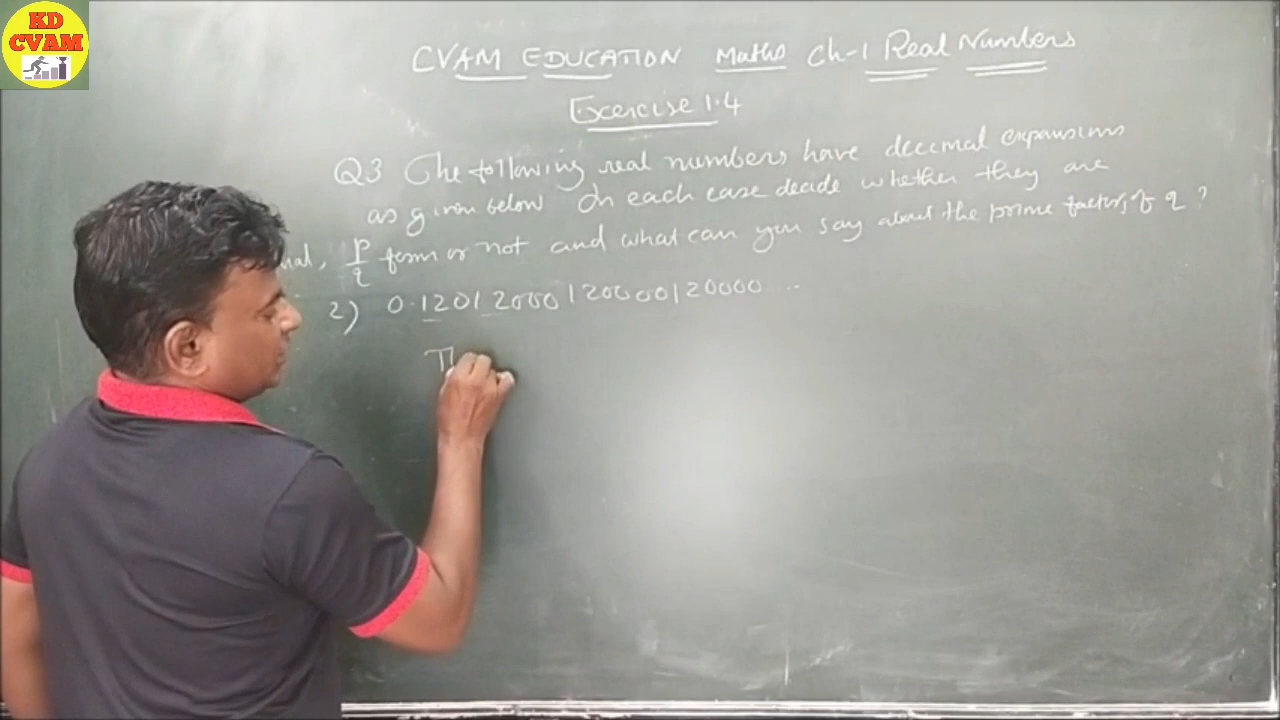 KD
CVAM
CVAM EDUCATION Maths Ch-1 Real Numbers
Exercise 1.4
Q3 The following real numbers have decimal expansions
as given below In each case decide whether they are
nal, p/q form or not and what can you say about the prime factors of q ?
2) 0.12012000120000120000 ..